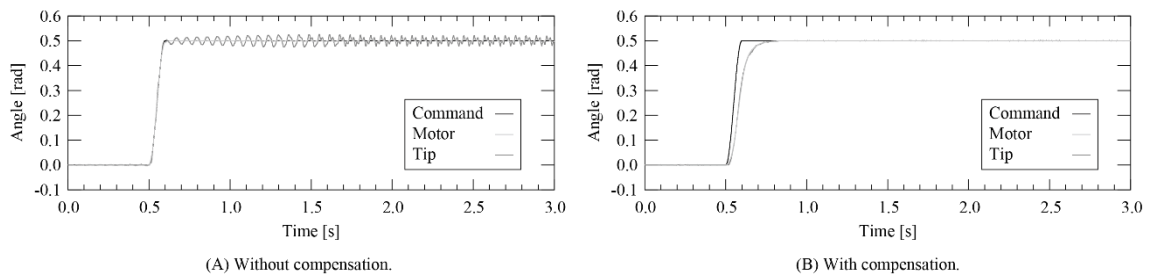 0.6
0.5
0.4
0.3
0.2
0.1
0.0
-0.1
Angle [rad]
Command
Motor
Tip
0.0 0.5 1.0 1.5 2.0 2.5 3.0
Time [s]
(A) Without compensation.
0.6
0.5
0.4
0.3
0.2
0.1
0.0
-0.1
Angle [rad]
Command
Motor
Tip
0.0 0.5 1.0 1.5 2.0 2.5 3.0
Time [s]
(B) With compensation.